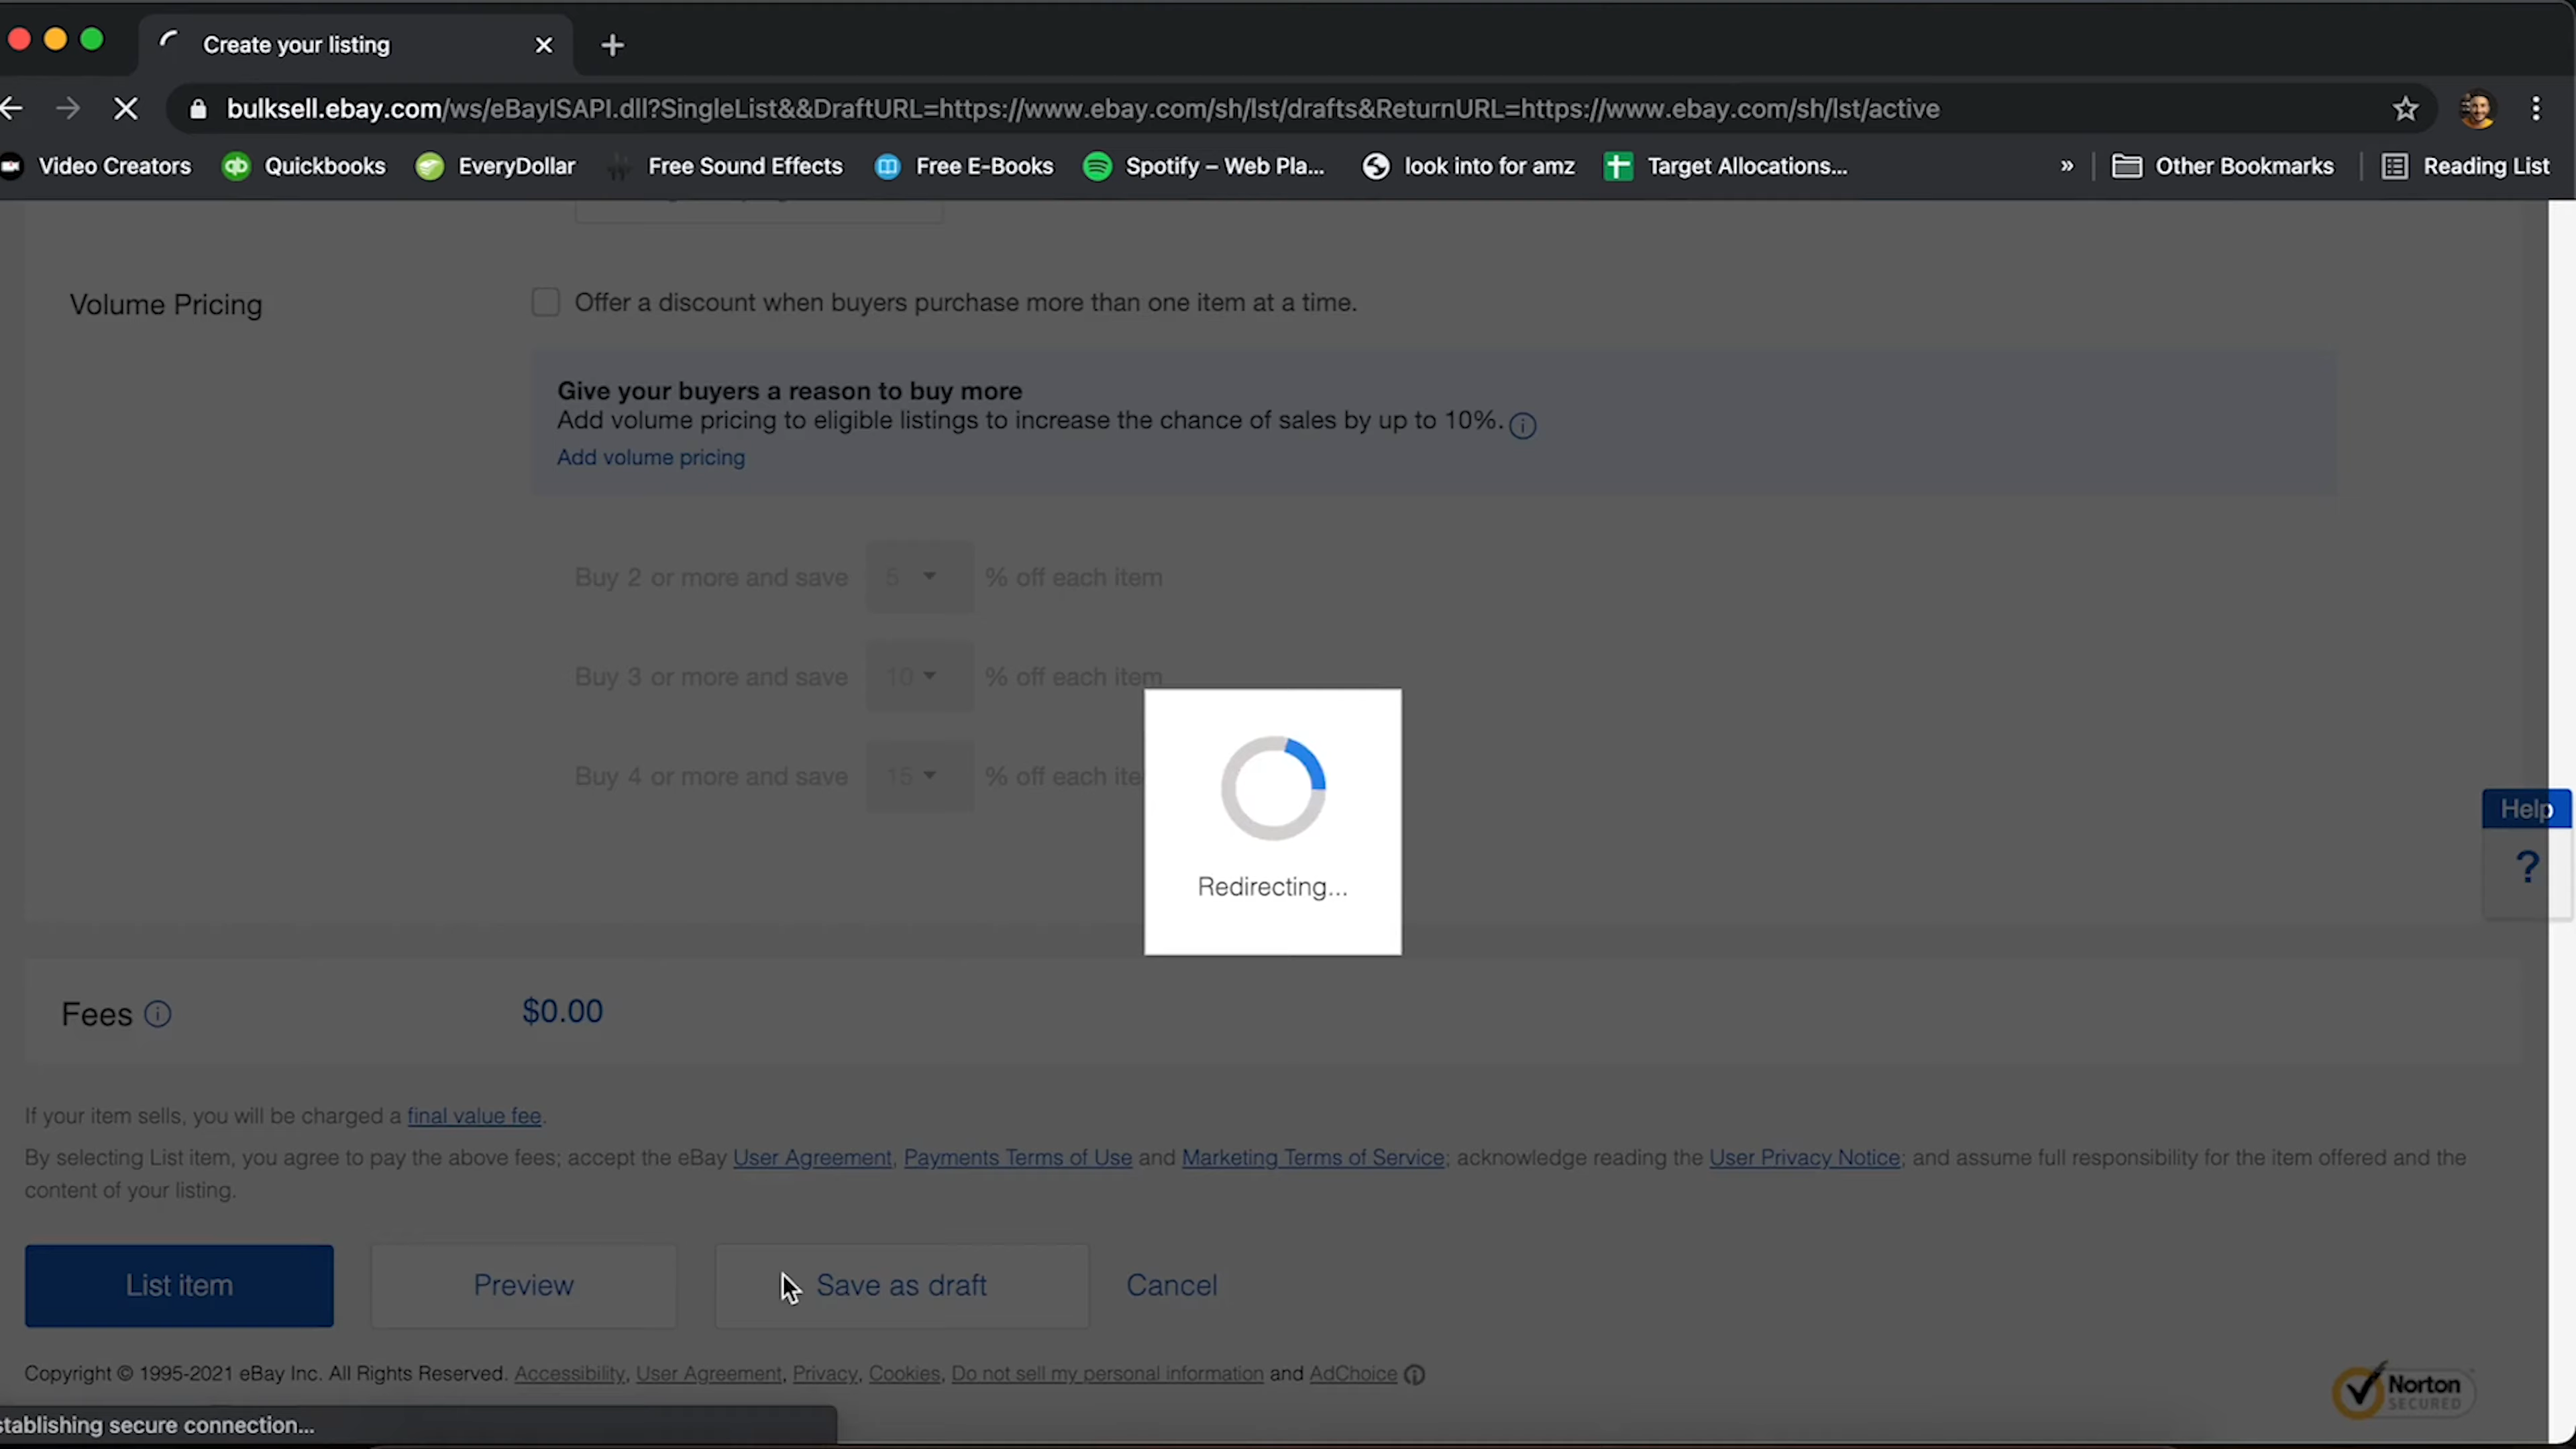 Create your listing
bulksell.ebay.com/ws/eBayISAPI.dll?SingleList&&DraftURL=https://www.ebay.com/sh/lst/drafts&ReturnURL=https://www.ebay.com/sh/lst/active
Video Creators Quickbooks EveryDollar Free Sound Effects Free E-Books Spotify – Web Pla... look into for amz Target Allocations... » Other Bookmarks Reading List
Volume Pricing Offer a discount when buyers purchase more than one item at a time.
Give your buyers a reason to buy more
Add volume pricing to eligible listings to increase the chance of sales by up to 10%.
Add volume pricing
Buy 2 or more and save 5 % off each item
Buy 3 or more and save 10 % off each item
Buy 4 or more and save 15 % off each ite
Redirecting...
Help
?
Fees $0.00
If your item sells, you will be charged a final value fee.
By selecting List item, you agree to pay the above fees; accept the eBay User Agreement, Payments Terms of Use and Marketing Terms of Service; acknowledge reading the User Privacy Notice; and assume full responsibility for the item offered and the
content of your listing.
List item Preview Save as draft Cancel
Copyright © 1995-2021 eBay Inc. All Rights Reserved. Accessibility, User Agreement, Privacy, Cookies, Do not sell my personal information and AdChoice
Norton
SECURED
stablishing secure connection...